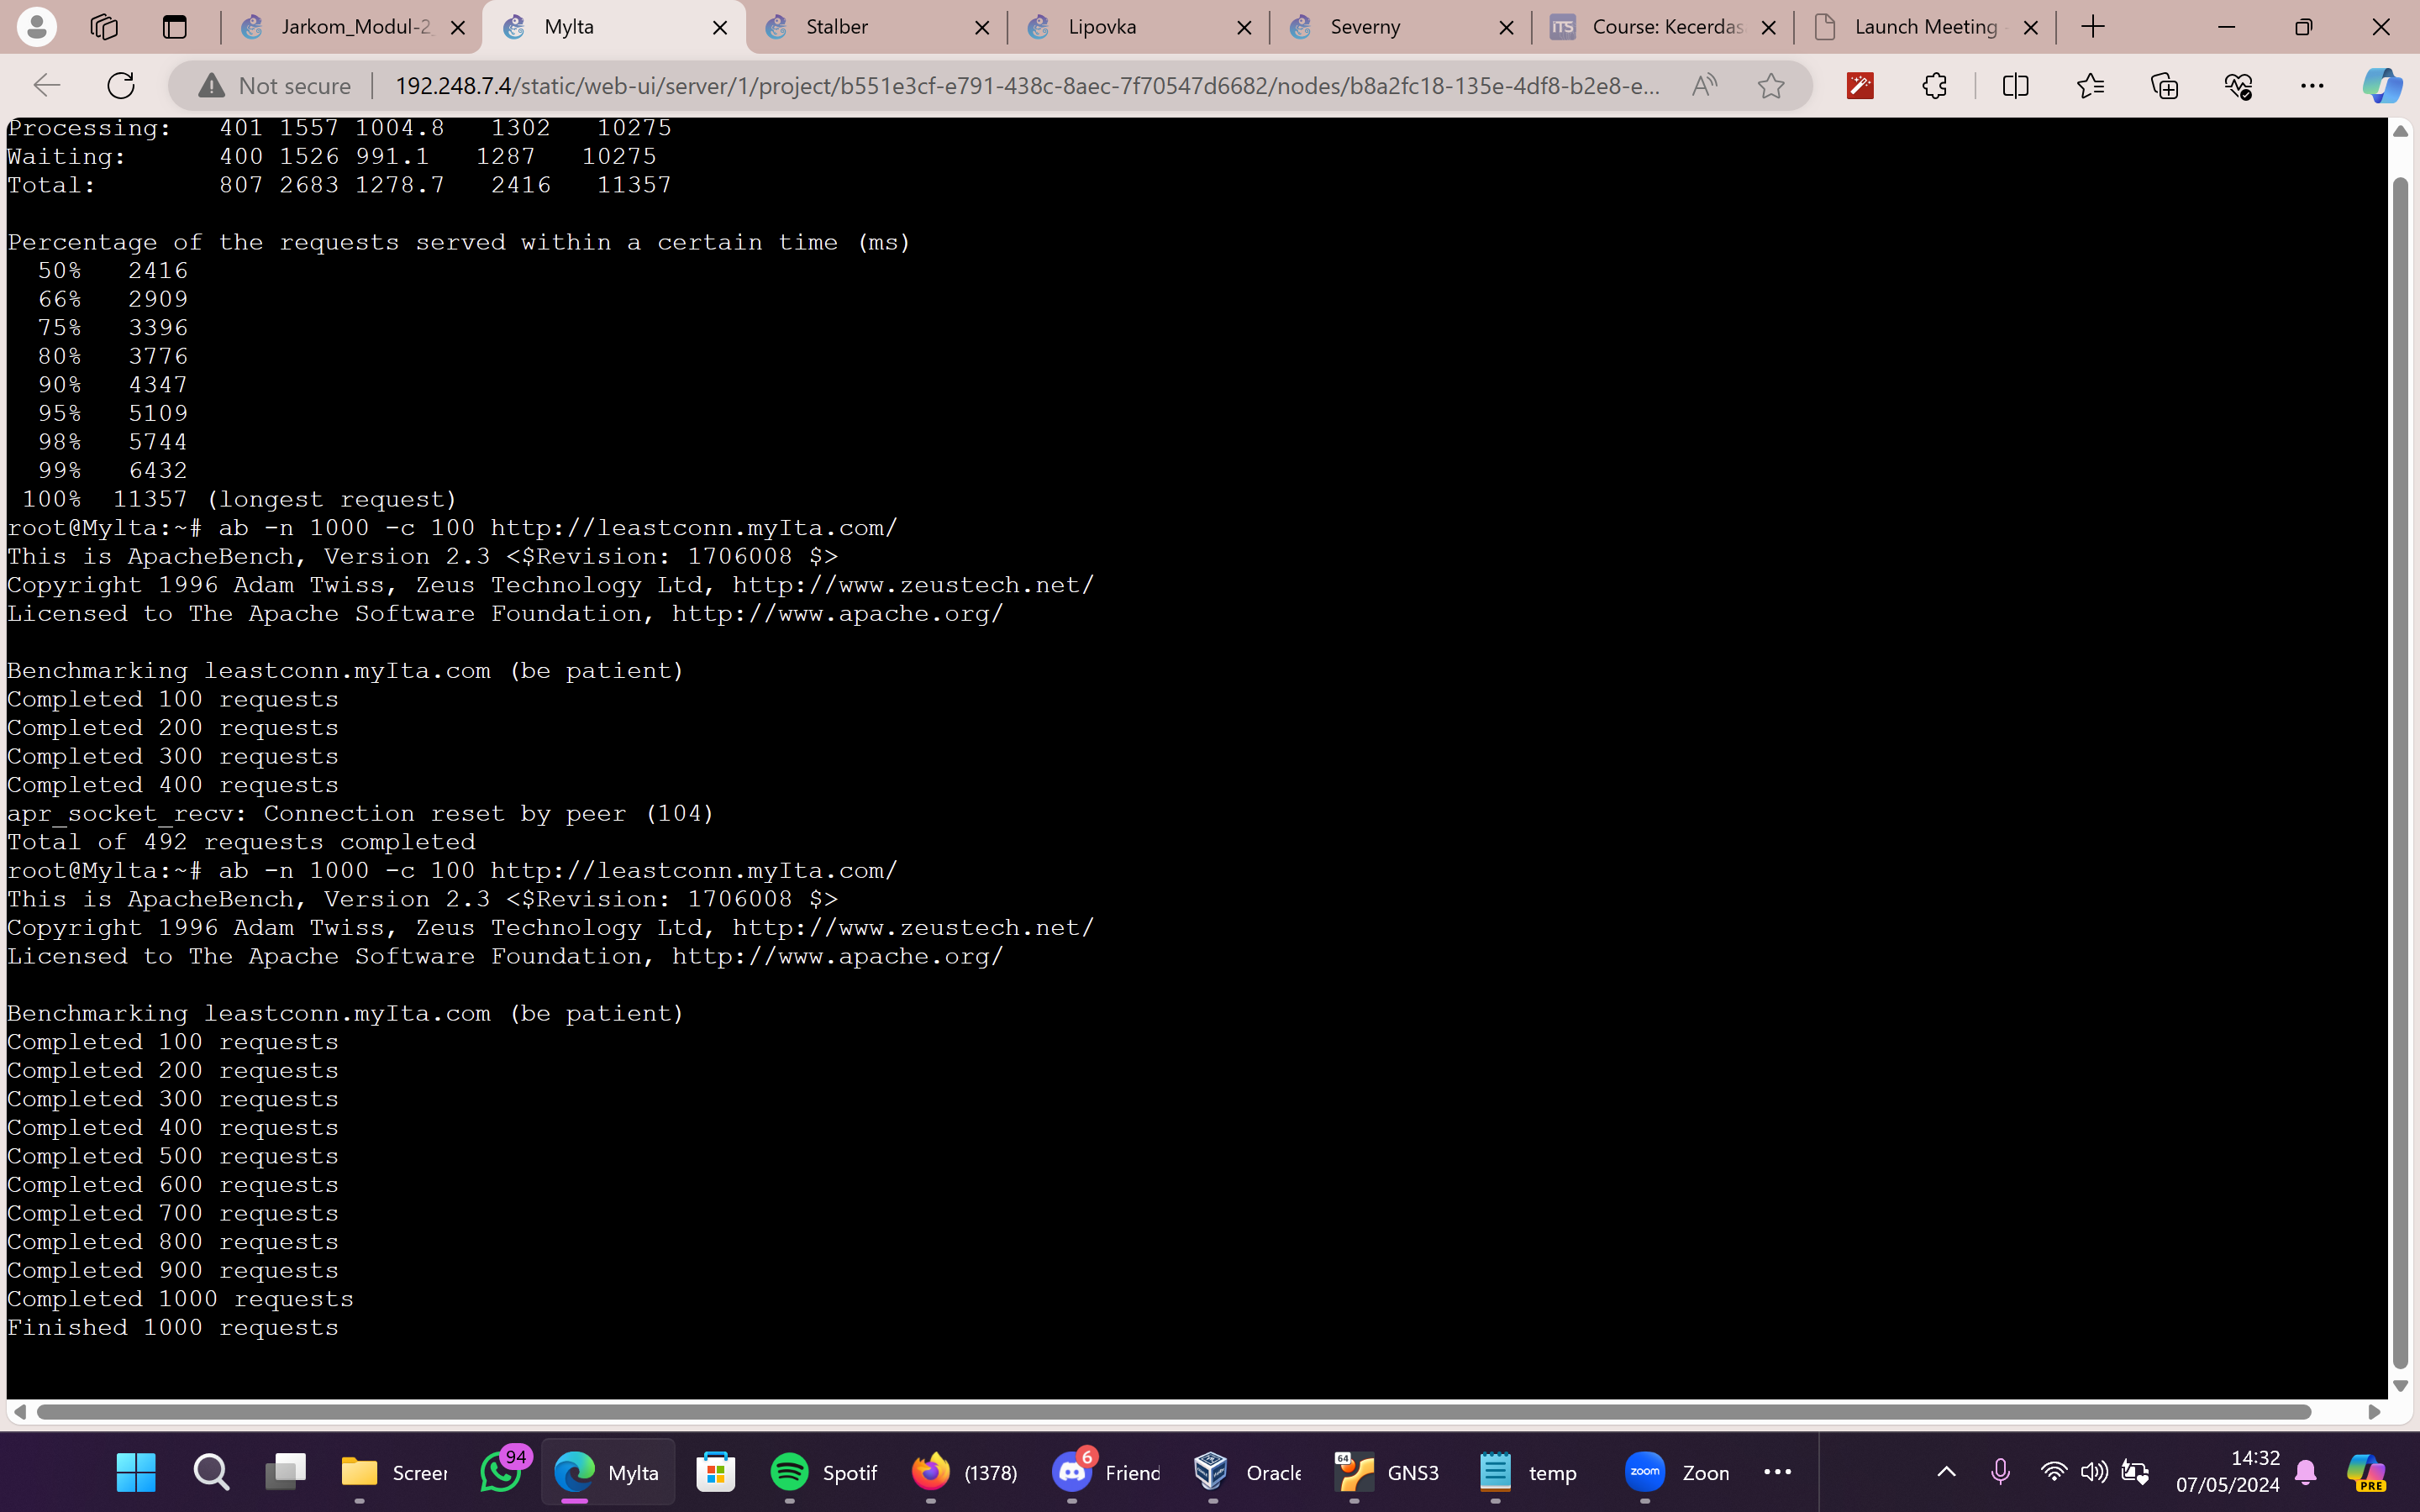 Jarkom_Modul-2
Mylta
Stalber
Lipovka
Severny
ITS
Course: Kecerdas
Launch Meeting
Not secure
192.248.7.4/static/web-ui/server/1/project/b551e3cf-e791-438c-8aec-7f70547d6682/nodes/b8a2fc18-135e-4df8-b2e8-e...
Processing: 401 1557 1004.8 1302 10275
Waiting: 400 1526 991.1 1287 10275
Total: 807 2683 1278.7 2416 11357
Percentage of the requests served within a certain time (ms)
50% 2416
66% 2909
75% 3396
80% 3776
90% 4347
95% 5109
98% 5744
99% 6432
100% 11357 (longest request)
root@Mylta:~# ab -n 1000 -c 100 http://leastconn.myIta.com/
This is ApacheBench, Version 2.3 <$Revision: 1706008 $>
Copyright 1996 Adam Twiss, Zeus Technology Ltd, http://www.zeustech.net/
Licensed to The Apache Software Foundation, http://www.apache.org/
Benchmarking leastconn.myIta.com (be patient)
Completed 100 requests
Completed 200 requests
Completed 300 requests
Completed 400 requests
apr_socket_recv: Connection reset by peer (104)
Total of 492 requests completed
root@Mylta:~# ab -n 1000 -c 100 http://leastconn.myIta.com/
This is ApacheBench, Version 2.3 <$Revision: 1706008 $>
Copyright 1996 Adam Twiss, Zeus Technology Ltd, http://www.zeustech.net/
Licensed to The Apache Software Foundation, http://www.apache.org/
Benchmarking leastconn.myIta.com (be patient)
Completed 100 requests
Completed 200 requests
Completed 300 requests
Completed 400 requests
Completed 500 requests
Completed 600 requests
Completed 700 requests
Completed 800 requests
Completed 900 requests
Completed 1000 requests
Finished 1000 requests
Screen
94
Mylta
Spotif
(1378)
6
Friend
Oracle
64
GNS3
temp
zoom
Zoon
14:32
07/05/2024
PRE